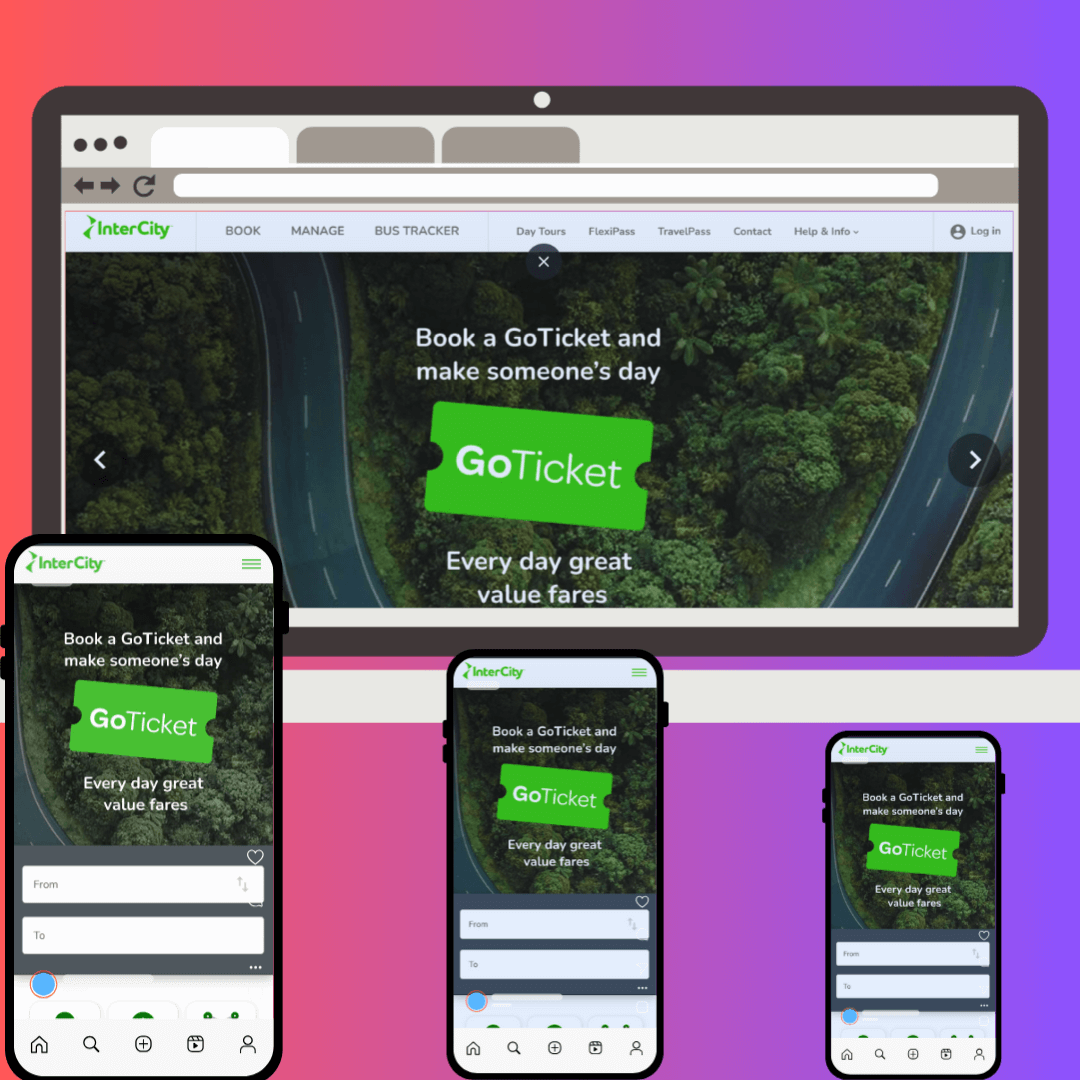 InterCity
BOOK MANAGE BUS TRACKER Day Tours FlexiPass TravelPass Contact Help & Info Log in
Book a GoTicket and
make someone's day
GoTicket
Every day great
value fares
InterCity
Book a GoTicket and
make someone's day
GoTicket
Every day great
value fares
From
To
InterCity
Book a GoTicket and
make someone's day
GoTicket
Every day great
value fares
From
To
InterCity
Book a GoTicket and
make someone's day
GoTicket
Every day great
value fares
From
To